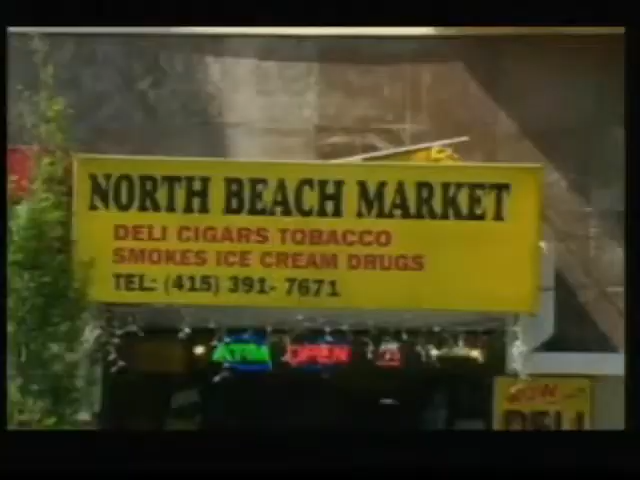 NORTH BEACH MARKET
DELI CIGARS TOBACCO
SMOKES ICE CREAM DRUGS
TEL: (415) 391-7671
ATM OPEN
DELI